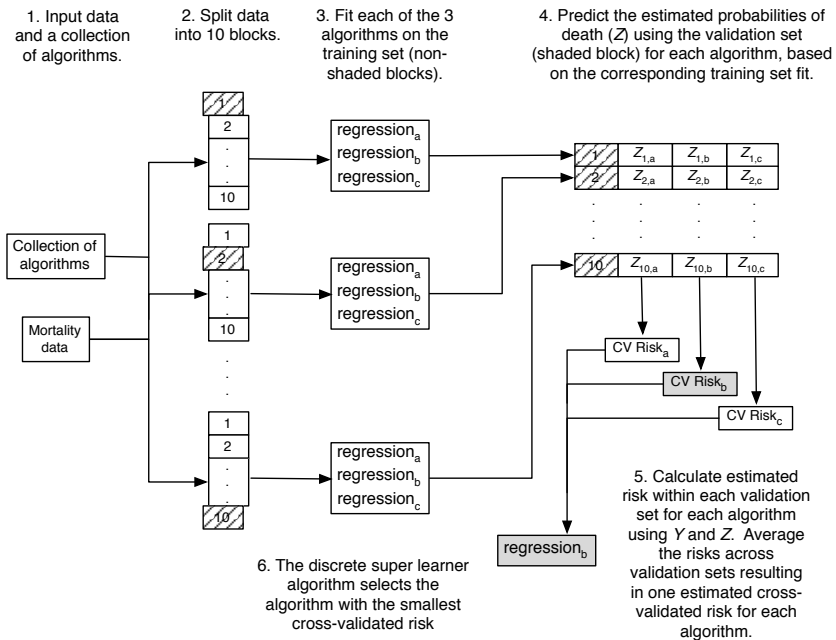 1. Input data
and a collection
of algorithms.
2. Split data
into 10 blocks.
3. Fit each of the 3
algorithms on the
training set (non-
shaded blocks).
4. Predict the estimated probabilities of
death (Z) using the validation set
(shaded block) for each algorithm, based
on the corresponding training set fit.
Collection of
algorithms
Mortality
data
1
2
.
.
.
10
1
2
.
.
.
10
.
.
.
1
2
.
.
.
10
regression_a
regression_b
regression_c
regression_a
regression_b
regression_c
regression_a
regression_b
regression_c
1 Z_1,a Z_1,b Z_1,c
2 Z_2,a Z_2,b Z_2,c
. . . .
. . . .
. . . .
10 Z_10,a Z_10,b Z_10,c
CV Risk_a
CV Risk_b
CV Risk_c
5. Calculate estimated
risk within each validation
set for each algorithm
using Y and Z. Average
the risks across
validation sets resulting
in one estimated cross-
validated risk for each
algorithm.
regression_b
6. The discrete super learner
algorithm selects the
algorithm with the smallest
cross-validated risk